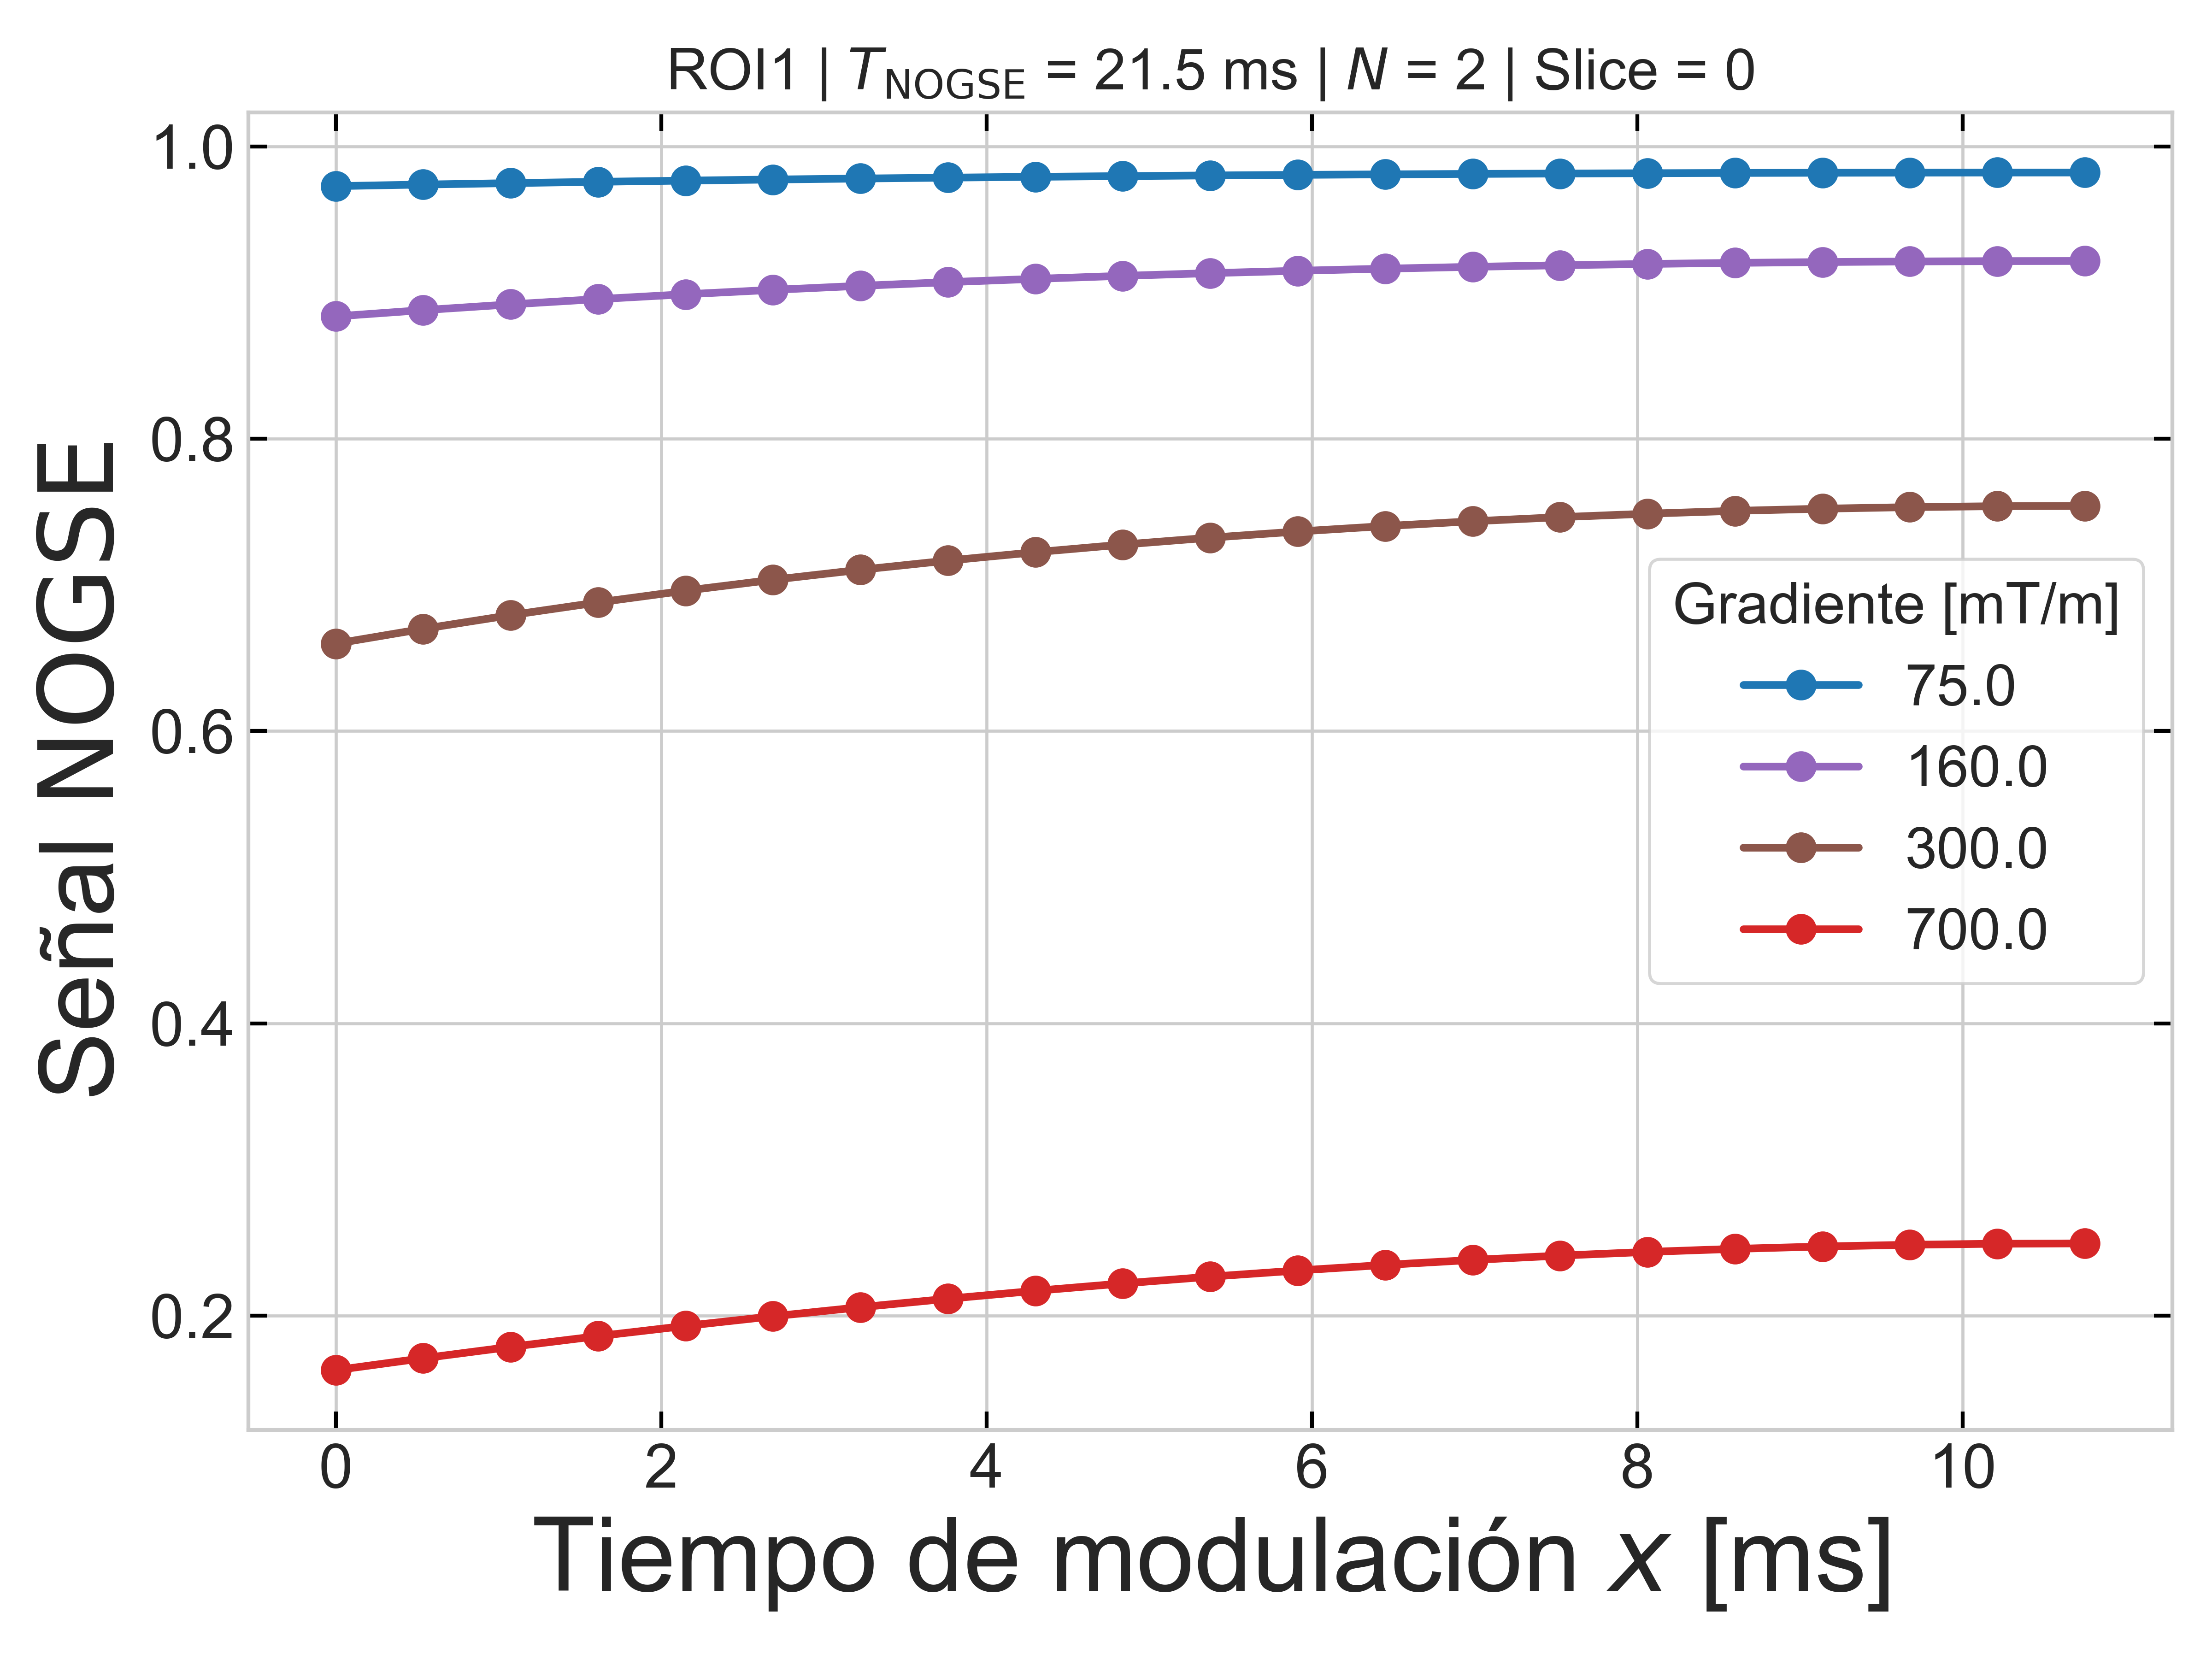 ROI1 | T_NOGSE = 21.5 ms | N = 2 | Slice = 0
Señal NOGSE
1.0
0.8
0.6
0.4
0.2
Gradiente [mT/m]
75.0
160.0
300.0
700.0
0 2 4 6 8 10
Tiempo de modulación x [ms]